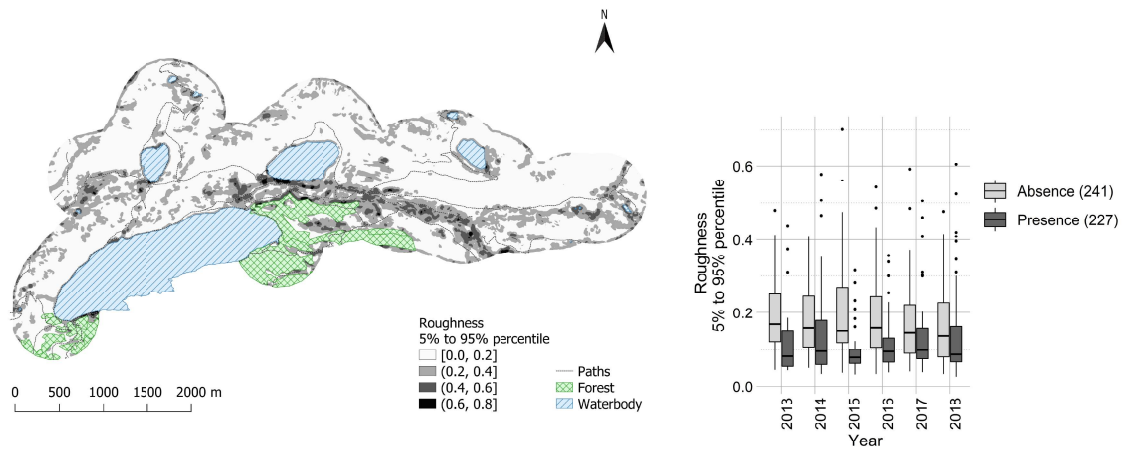 N
Roughness
5% to 95% percentile
[0.0, 0.2]
(0.2, 0.4]
(0.4, 0.6]
(0.6, 0.8]
Paths
Forest
Waterbody
0 500 1000 1500 2000 m
Roughness
5% to 95% percentile
0.6
0.4
0.2
0.0
2013
2014
2015
2016
2017
2018
Year
Absence (241)
Presence (227)